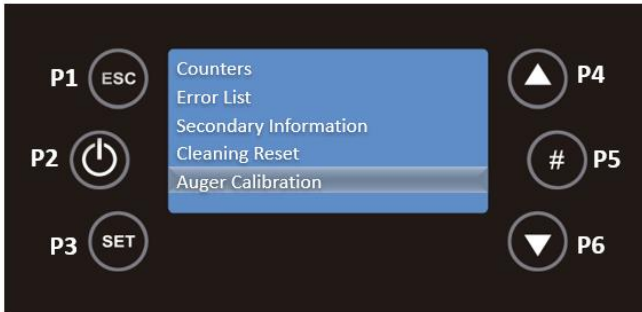 P1 ESC
P2
P3 SET
Counters
Error List
Secondary Information
Cleaning Reset
Auger Calibration
P4
# P5
P6